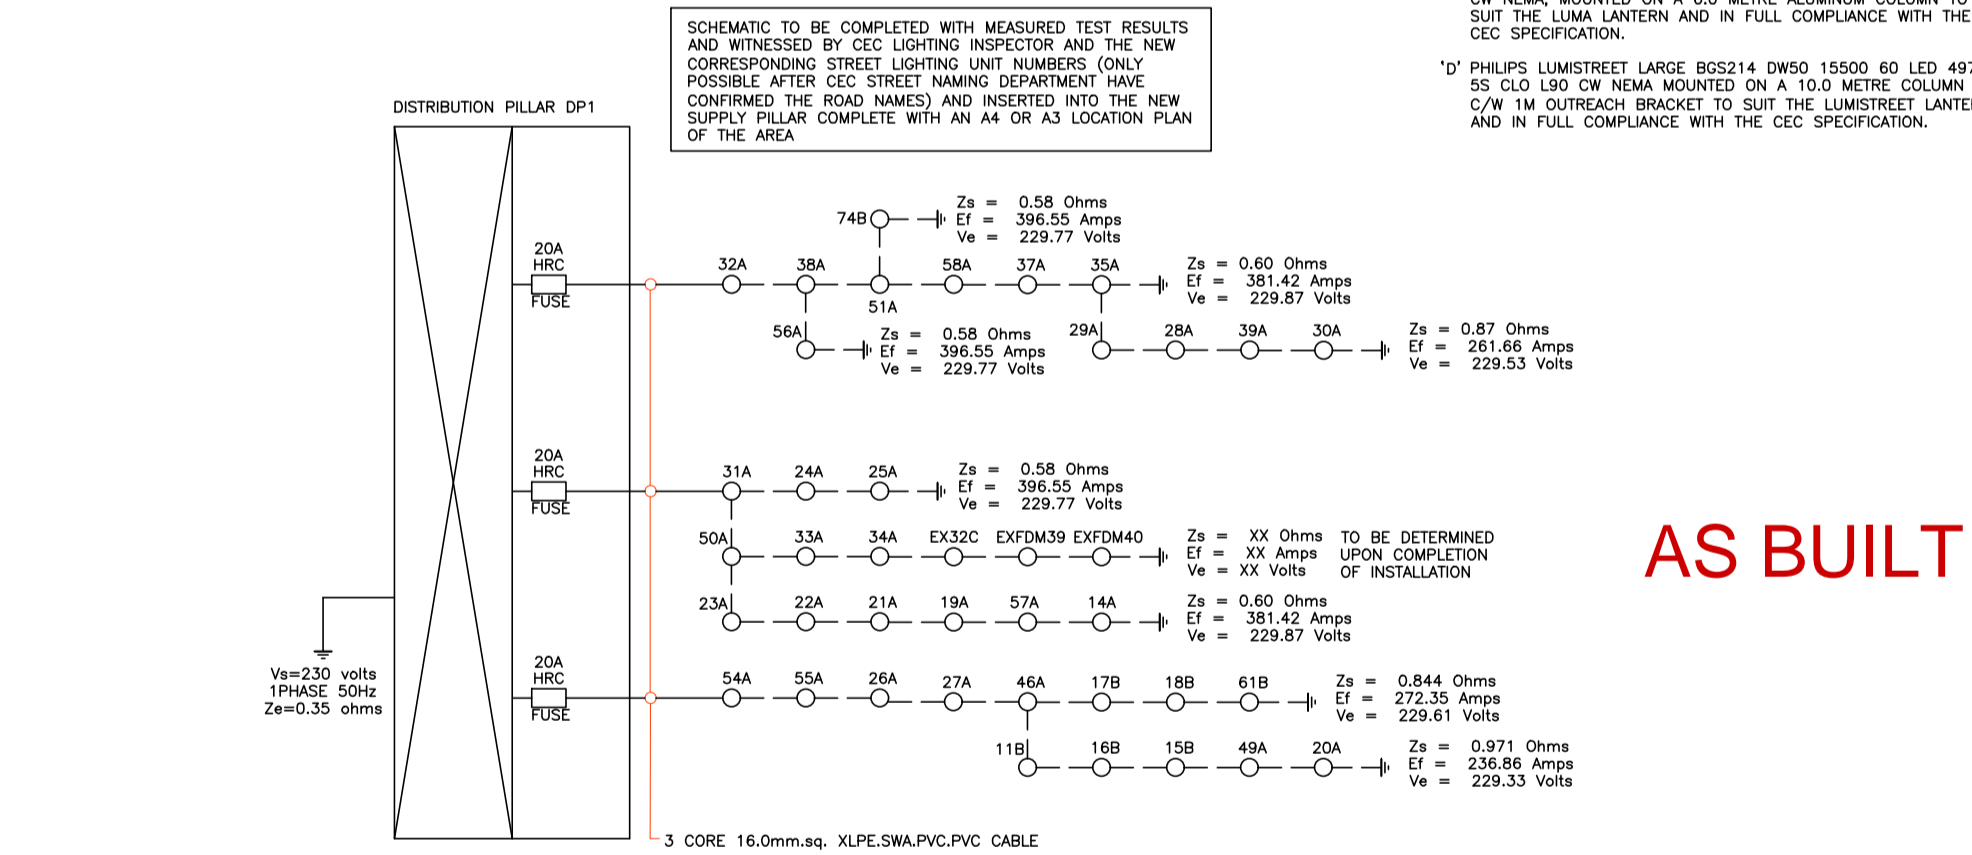 SCHEMATIC TO BE COMPLETED WITH MEASURED TEST RESULTS
AND WITNESSED BY CEC LIGHTING INSPECTOR AND THE NEW
CORRESPONDING STREET LIGHTING UNIT NUMBERS (ONLY
POSSIBLE AFTER CEC STREET NAMING DEPARTMENT HAVE
CONFIRMED THE ROAD NAMES) AND INSERTED INTO THE NEW
SUPPLY PILLAR COMPLETE WITH AN A4 OR A3 LOCATION PLAN
OF THE AREA
SUIT THE LUMA LANTERN AND IN FULL COMPLIANCE WITH THE
CEC SPECIFICATION.
'D' PHILIPS LUMISTREET LARGE BGS214 DW50 15500 60 LED
5S CLO L90 CW NEMA MOUNTED ON A 10.0 METRE COLUMN
C/W 1M OUTREACH BRACKET TO SUIT THE LUMISTREET
AND IN FULL COMPLIANCE WITH THE CEC SPECIFICATION.
DISTRIBUTION PILLAR DP1
20A
HRC
FUSE
74B
Zs = 0.58 Ohms
Ef = 396.55 Amps
Ve = 229.77 Volts
32A 38A 51A 58A 37A 35A
Zs = 0.60 Ohms
Ef = 381.42 Amps
Ve = 229.87 Volts
56A
Zs = 0.58 Ohms
Ef = 396.55 Amps
Ve = 229.77 Volts
29A 28A 39A 30A
Zs = 0.87 Ohms
Ef = 261.66 Amps
Ve = 229.53 Volts
20A
HRC
FUSE
31A 24A 25A
Zs = 0.58 Ohms
Ef = 396.55 Amps
Ve = 229.77 Volts
50A 33A 34A EX32C EXFDM39 EXFDM40
Zs = XX Ohms TO BE DETERMINED
Ef = XX Amps UPON COMPLETION
Ve = XX Volts OF INSTALLATION
23A 22A 21A 19A 57A 14A
Zs = 0.60 Ohms
Ef = 381.42 Amps
Ve = 229.87 Volts
AS BUILT
20A
HRC
FUSE
54A 55A 26A 27A 46A 17B 18B 61B
Zs = 0.844 Ohms
Ef = 272.35 Amps
Ve = 229.61 Volts
11B 16B 15B 49A 20A
Zs = 0.971 Ohms
Ef = 236.86 Amps
Ve = 229.33 Volts
Vs=230 volts
1PHASE 50Hz
Ze=0.35 ohms
3 CORE 16.0mm.sq. XLPE.SWA.PVC.PVC CABLE